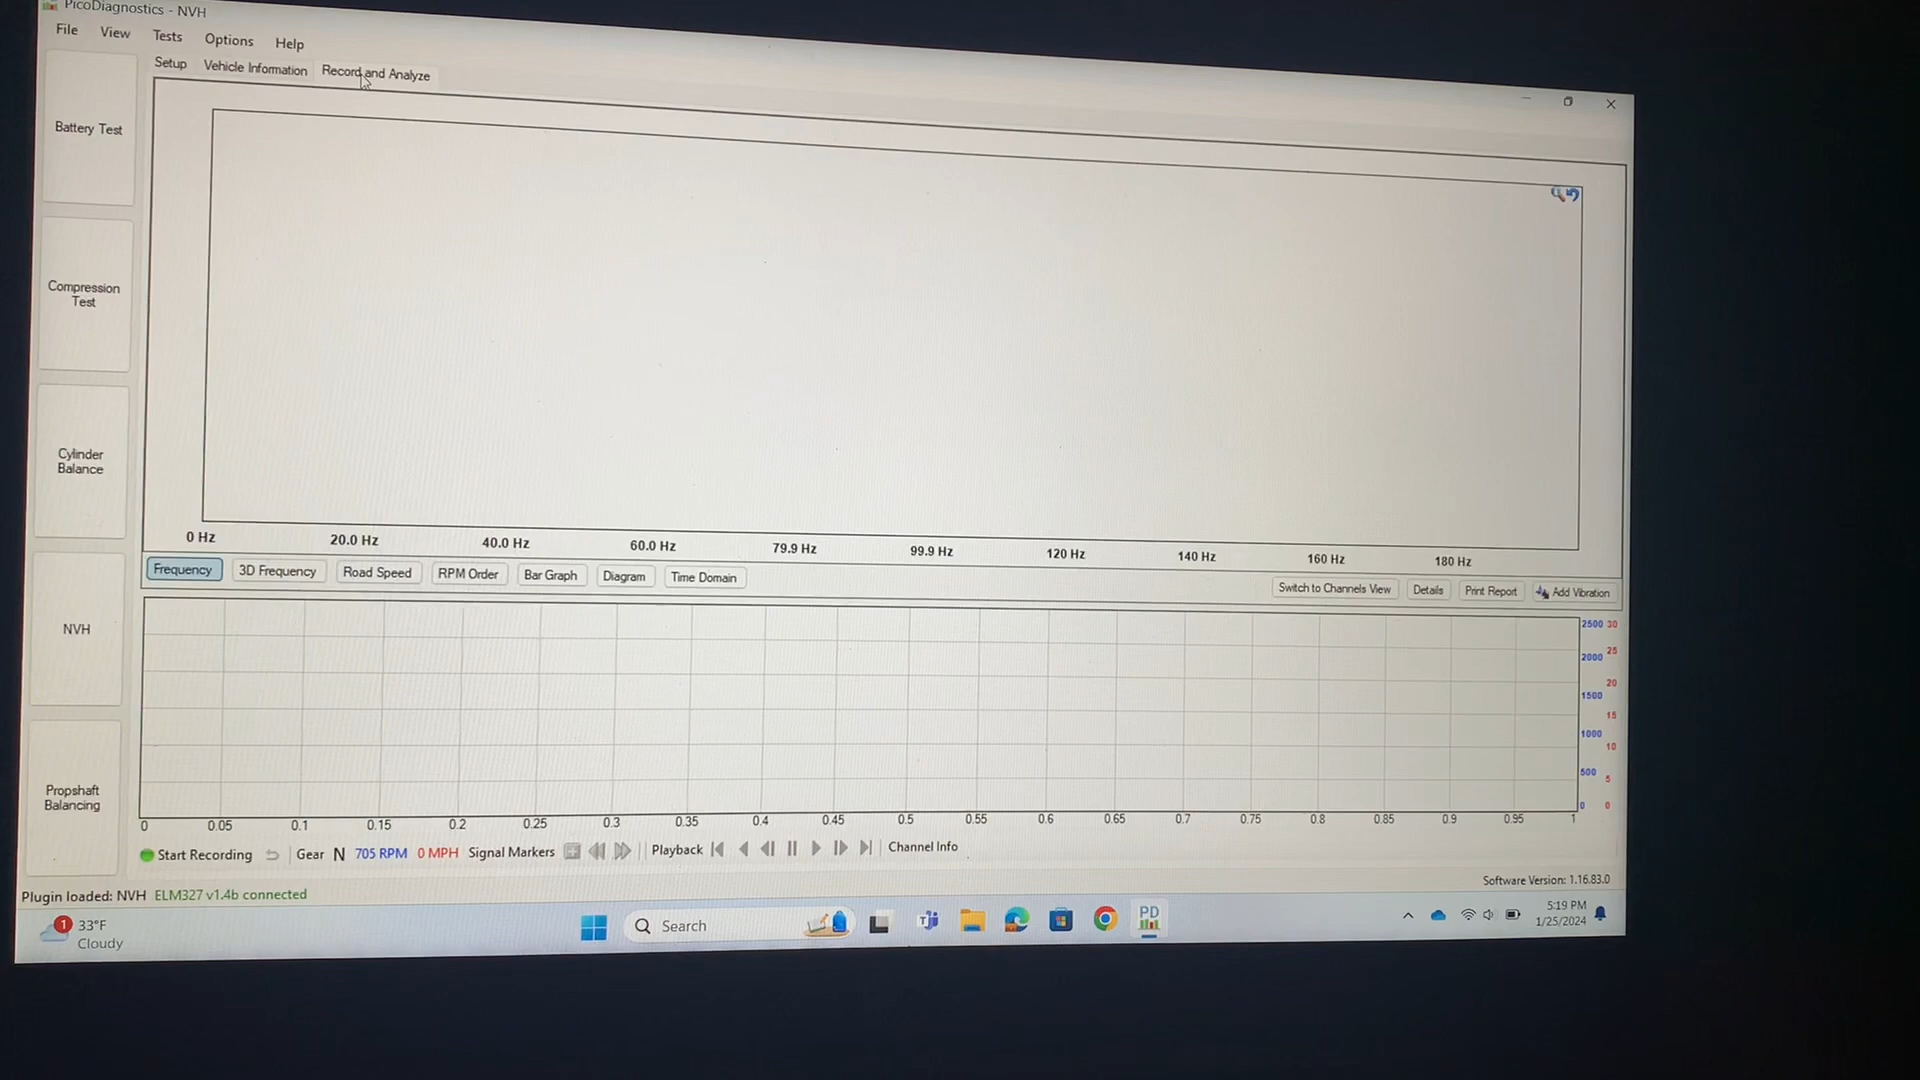 PicoDiagnostics - NVH
File View Tests Options Help
Setup Vehicle Information Record and Analyze
Battery Test
Compression
Test
Cylinder
Balance
NVH
Propshaft
Balancing
0 Hz 20.0 Hz 40.0 Hz 60.0 Hz 79.9 Hz 99.9 Hz 120 Hz 140 Hz 160 Hz 180 Hz
Frequency 3D Frequency Road Speed RPM Order Bar Graph Diagram Time Domain
Switch to Channels View Details Print Report Add Vibration
2500 30
25
2000
20
1500
15
1000
10
500
5
0 0
0 0.05 0.1 0.15 0.2 0.25 0.3 0.35 0.4 0.45 0.5 0.55 0.6 0.65 0.7 0.75 0.8 0.85 0.9 0.95 1
Start Recording Gear N 705 RPM 0 MPH Signal Markers Playback Channel Info
Plugin loaded: NVH ELM327 v1.4b connected
Software Version: 1.16.83.0
1
33°F
Cloudy
Search
PD
5:19 PM
1/25/2024